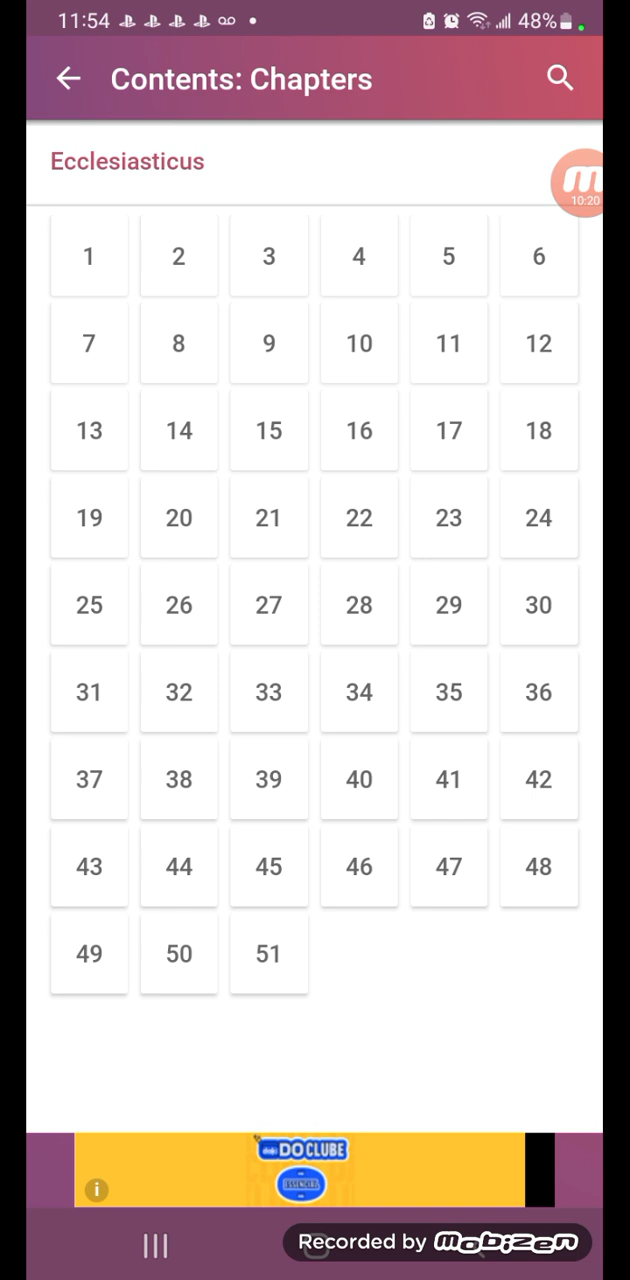 11:54 48%
Contents: Chapters
Ecclesiasticus
10:20
1 2 3 4 5 6
7 8 9 10 11 12
13 14 15 16 17 18
19 20 21 22 23 24
25 26 27 28 29 30
31 32 33 34 35 36
37 38 39 40 41 42
43 44 45 46 47 48
49 50 51
DO CLUBE
Recorded by mobizen